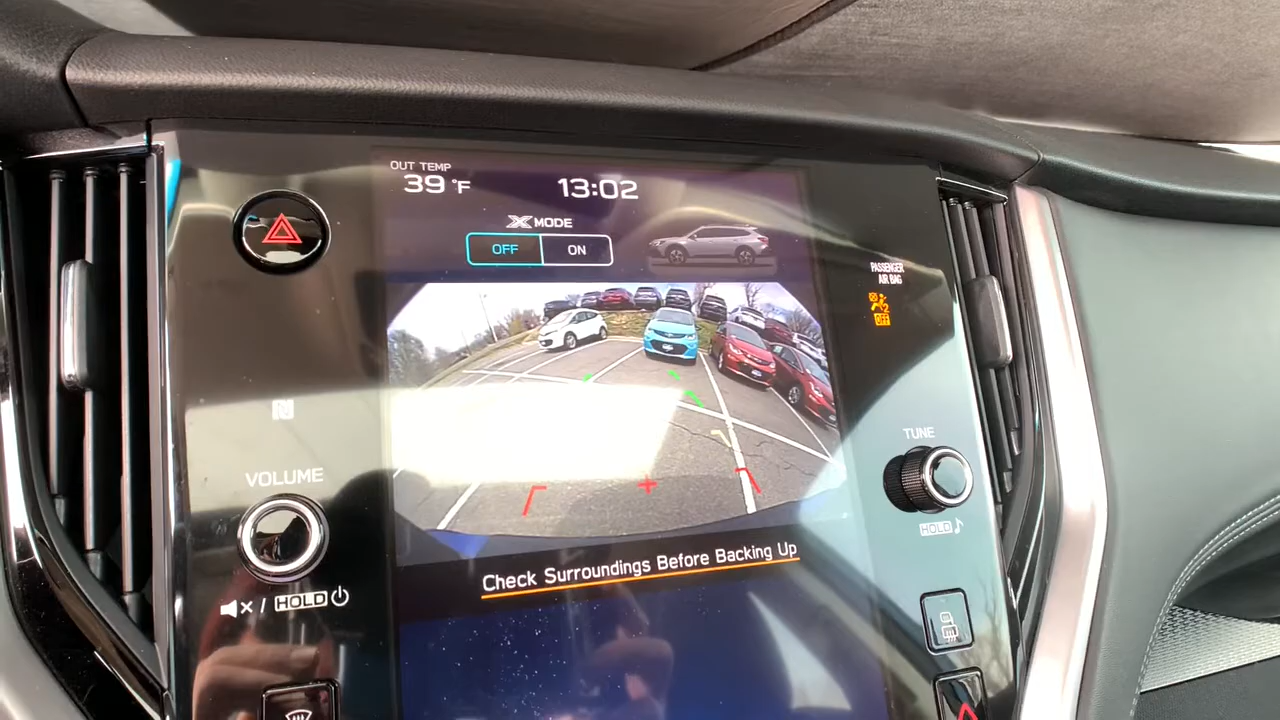 OUT TEMP
39 °F
13:02
X MODE
OFF
ON
PASSENGER
AIR BAG
2
OFF
VOLUME
TUNE
HOLD
/ HOLD
Check Surroundings Before Backing Up